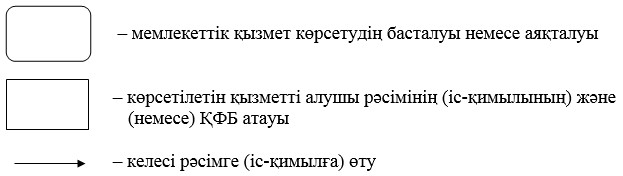 – мемлекеттік қызмет көрсетудің басталуы немесе аяқталуы
– көрсетілетін қызметті алушы рәсімінің (іс-қимылының) және
(немесе) ҚФБ атауы
– келесі рәсімге (іс-қимылға) өту